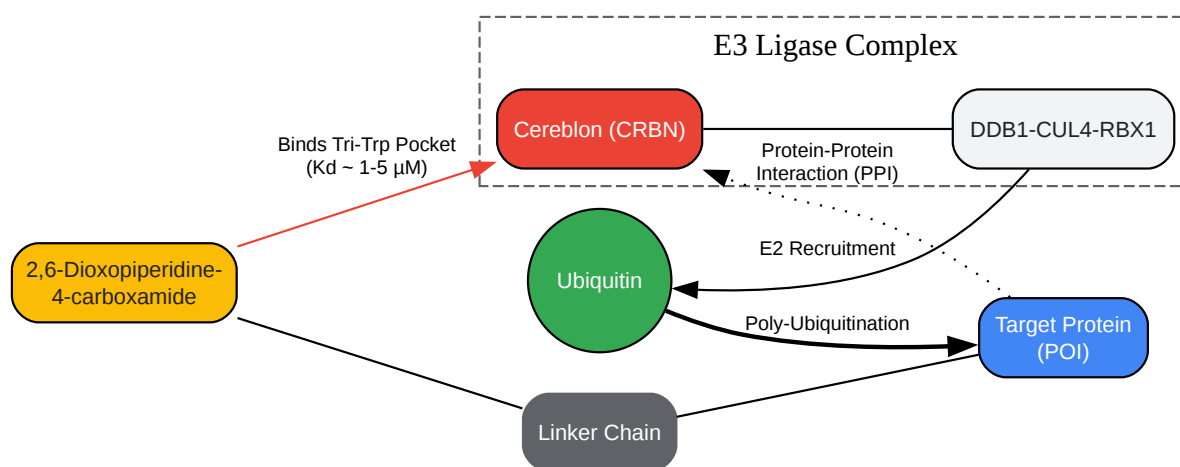 E3 Ligase Complex
Cereblon (CRBN)
DDB1-CUL4-RBX1
Binds Tri-Trp Pocket
(Kd ~ 1-5 µM)
Protein-Protein
Interaction (PPI)
E2 Recruitment
2,6-Dioxopiperidine-
4-carboxamide
Ubiquitin
Poly-Ubiquitination
Target Protein
(POI)
Linker Chain